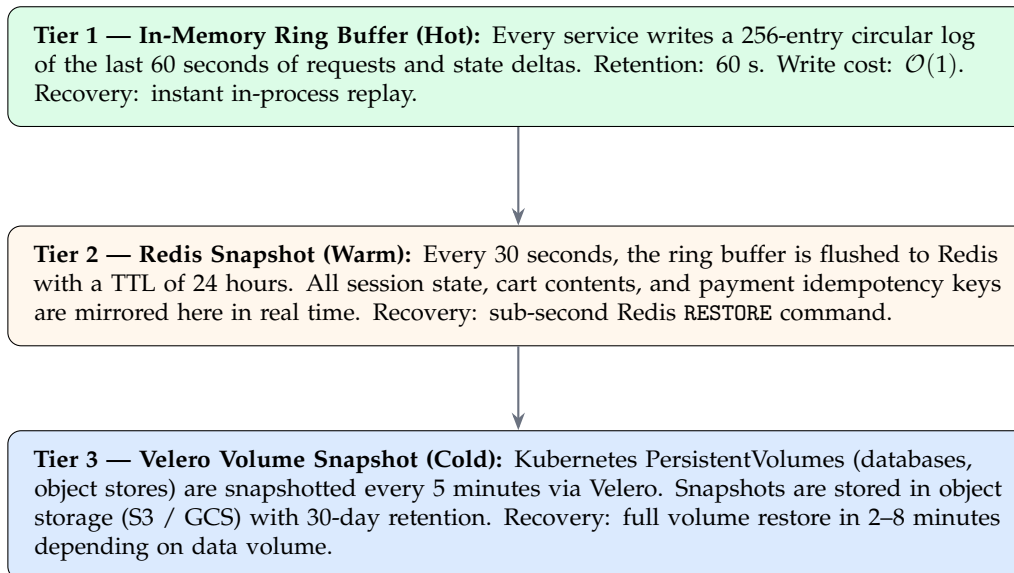 Tier 1 — In-Memory Ring Buffer (Hot): Every service writes a 256-entry circular log
of the last 60 seconds of requests and state deltas. Retention: 60 s. Write cost: 𝒪(1).
Recovery: instant in-process replay.
Tier 2 — Redis Snapshot (Warm): Every 30 seconds, the ring buffer is flushed to Redis
with a TTL of 24 hours. All session state, cart contents, and payment idempotency keys
are mirrored here in real time. Recovery: sub-second Redis RESTORE command.
Tier 3 — Velero Volume Snapshot (Cold): Kubernetes PersistentVolumes (databases,
object stores) are snapshotted every 5 minutes via Velero. Snapshots are stored in object
storage (S3 / GCS) with 30-day retention. Recovery: full volume restore in 2–8 minutes
depending on data volume.